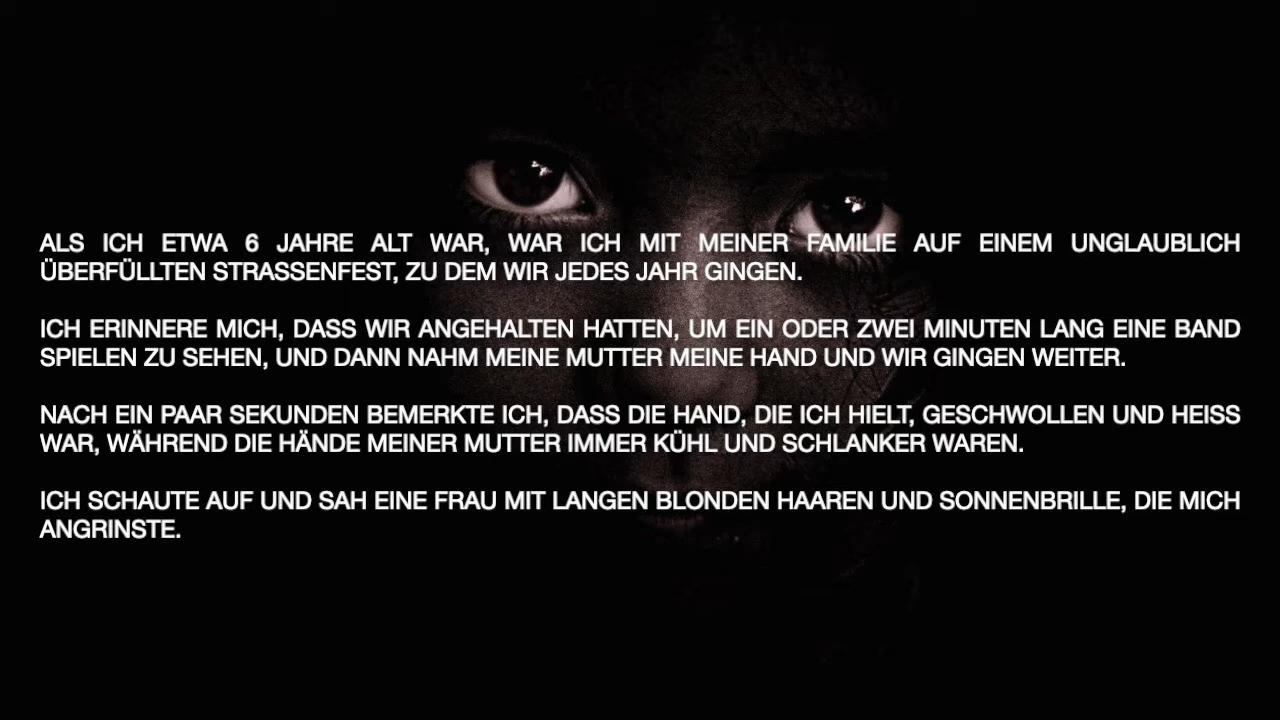 ALS ICH ETWA 6 JAHRE ALT WAR, WAR ICH MIT MEINER FAMILIE AUF EINEM UNGLAUBLICH
ÜBERFÜLLTEN STRASSENFEST, ZU DEM WIR JEDES JAHR GINGEN.
ICH ERINNERE MICH, DASS WIR ANGEHALTEN HATTEN, UM EIN ODER ZWEI MINUTEN LANG EINE BAND
SPIELEN ZU SEHEN, UND DANN NAHM MEINE MUTTER MEINE HAND UND WIR GINGEN WEITER.
NACH EIN PAAR SEKUNDEN BEMERKTE ICH, DASS DIE HAND, DIE ICH HIELT, GESCHWOLLEN UND HEISS
WAR, WÄHREND DIE HÄNDE MEINER MUTTER IMMER KÜHL UND SCHLANKER WAREN.
ICH SCHAUTE AUF UND SAH EINE FRAU MIT LANGEN BLONDEN HAAREN UND SONNENBRILLE, DIE MICH
ANGRINSTE.